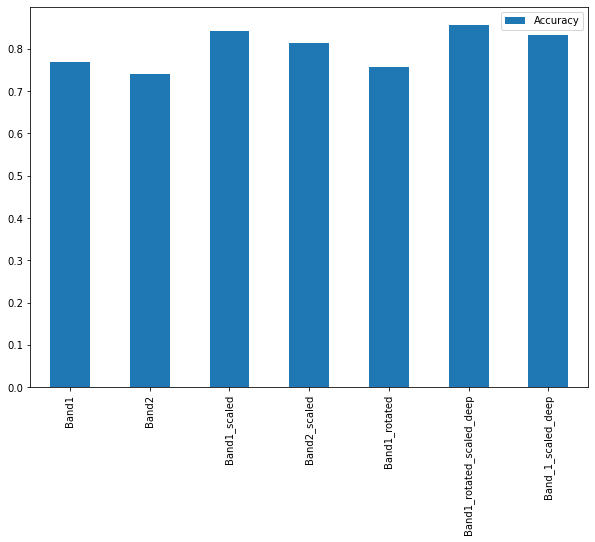 Accuracy
0.8
0.7
0.6
0.5
0.4
0.3
0.2
0.1
0.0
Band1
Band2
Band1_scaled
Band2_scaled
Band1_rotated
Band1_rotated_scaled_deep
Band_1_scaled_deep